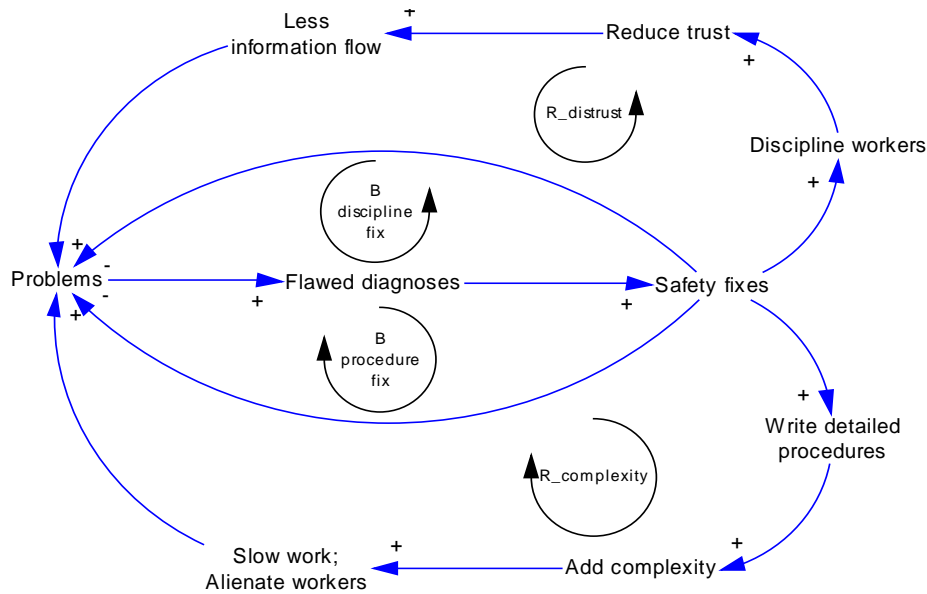 Less
information flow
+
Reduce trust
+
R_distrust
Discipline workers
+
B
discipline
fix
+
-
Problems
Flawed diagnoses
Safety fixes
-
+
+
+
B
procedure
fix
+
Write detailed
procedures
R_complexity
+
Slow work;
Alienate workers
+
Add complexity